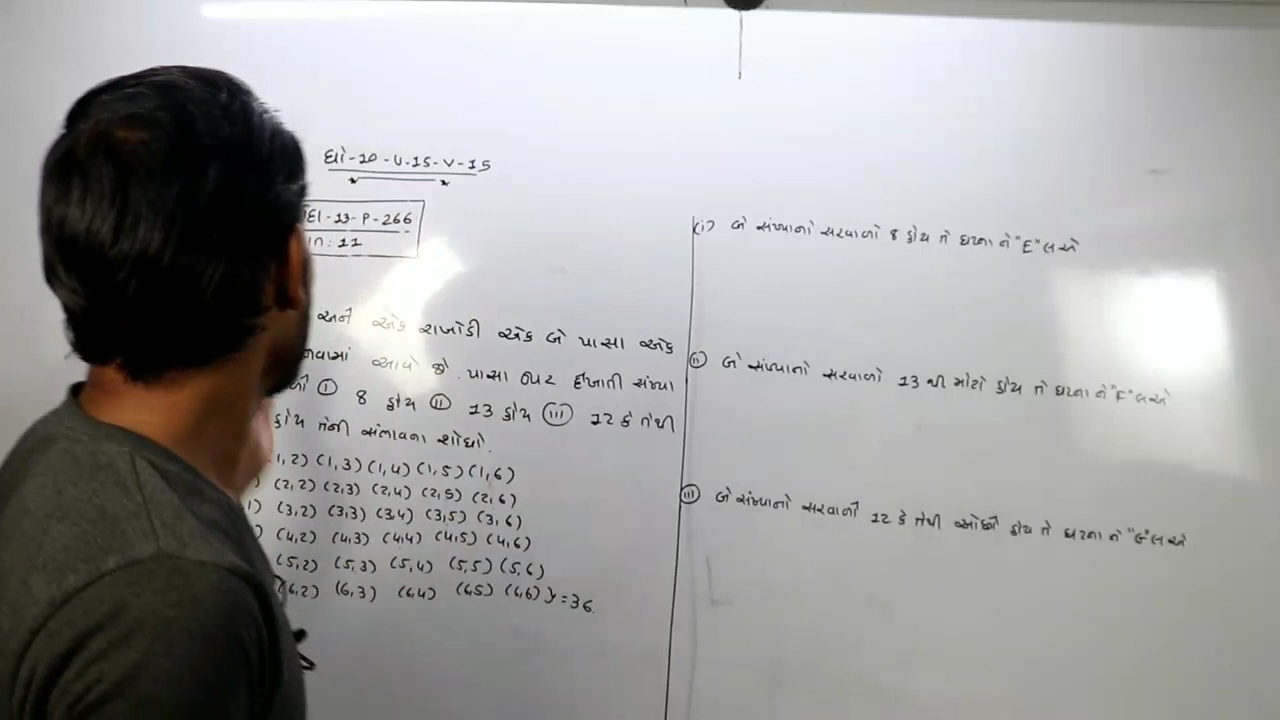 ધો-10-U-15-V-15
દા-13-P-266
n: 11
અને એક રાખોડી એક બે પાસા એક
આવે છે. પાસા ઉપર દેખાતી સંખ્યા
(i) 8 હોય (ii) 13 હોય (iii) 12 કે તેથી
હોય તેની સંભાવના શોધો.
, 2) (1, 3) (1, 4) (1, 5) (1, 6)
) (2, 2) (2,3) (2,4) (2,5) (2,6)
1) (3,2) (3,3) (3,4) (3,5) (3,6)
) (4,2) (4,3) (4,4) (4,5) (4,6)
(5,2) (5,3) (5,4) (5,5) (5,6)
(6,2) (6,3) (6,4) (6,5) (6,6) } = 36.
(i) બે સંખ્યાનો સરવાળો 8 હોય તે ઘટના ને "E" લઈએ
(ii) બે સંખ્યાનો સરવાળો 13 થી મોટો હોય તે ઘટના ને "F" લઈએ
(iii) બે સંખ્યાનો સરવાળો 12 કે તેથી ઓછો હોય તે ઘટના ને લઈએ